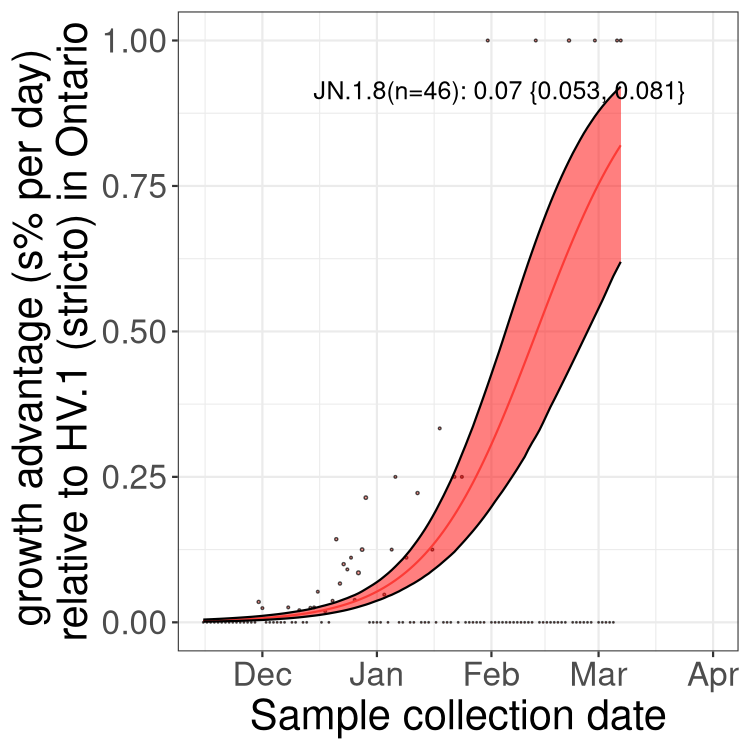 growth advantage (s% per day)
relative to HV.1 (stricto) in Ontario
1.00
0.75
0.50
0.25
0.00
JN.1.8(n=46): 0.07 {0.053, 0.081}
Dec Jan Feb Mar Apr
Sample collection date